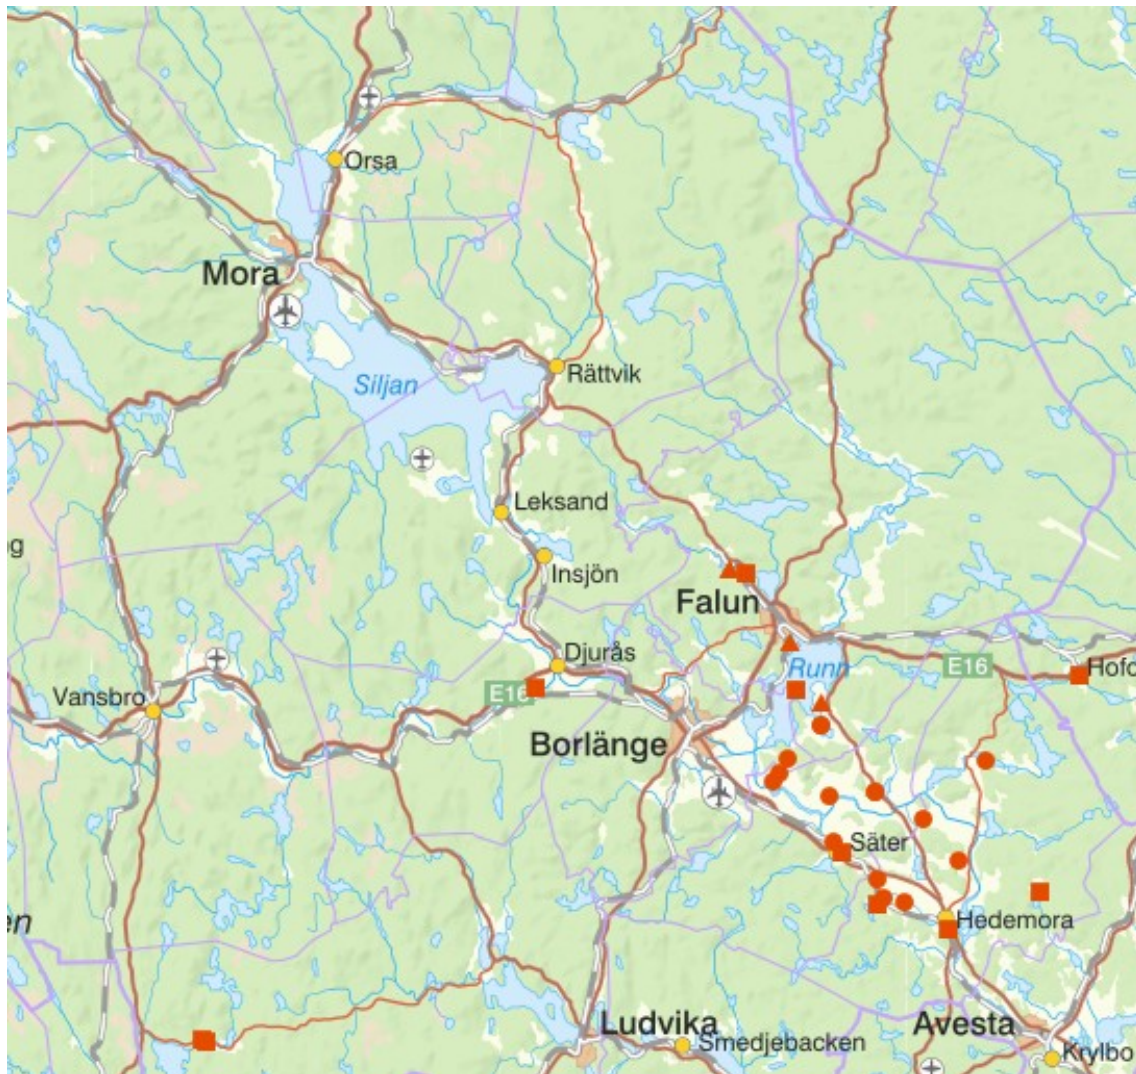 Orsa
Mora
Siljan
Rättvik
Leksand
Insjön
Falun
Djurås
Runn
E16
E16
Vansbro
Borlänge
Säter
Hedemora
Ludvika
Avesta
Smedjebacken
Krylbo